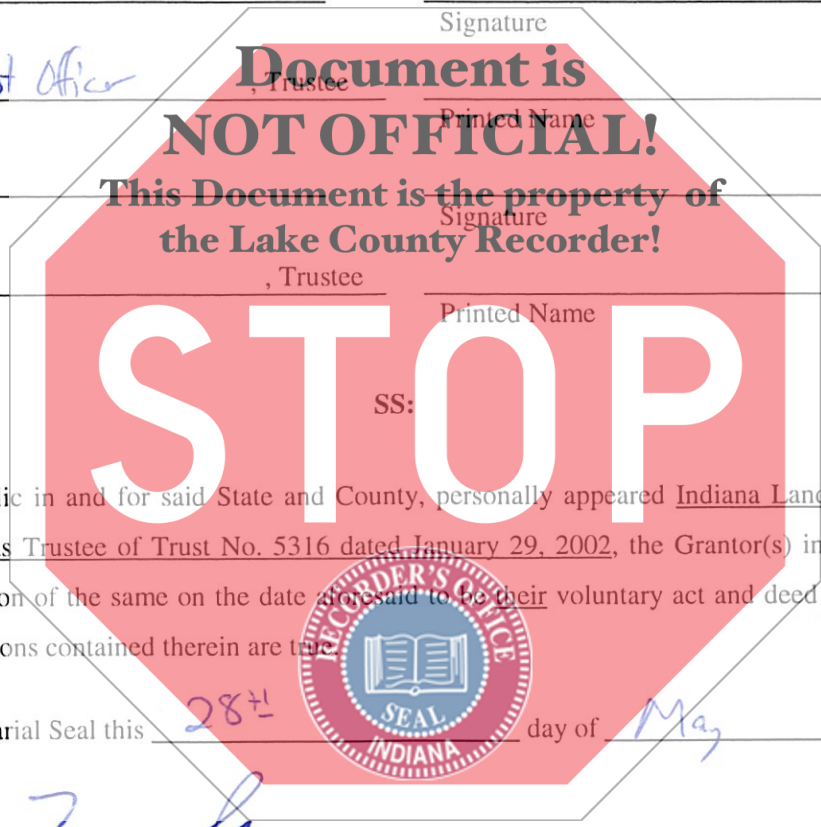 Signature
t Officer , Trustee
Document is
Printed Name
NOT OFFICIAL!
This Document is the property of
Signature
the Lake County Recorder!
, Trustee
Printed Name
STOP
SS:
lic in and for said State and County, personally appeared Indiana Land
s Trustee of Trust No. 5316 dated January 29, 2002, the Grantor(s) in
on of the same on the date aforesaid to be their voluntary act and deed
ons contained therein are true.
RECORDER'S OFFICE
SEAL
INDIANA
arial Seal this 28th day of May